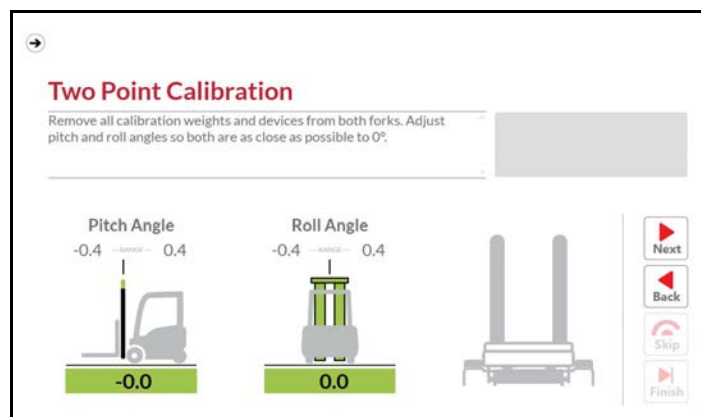 Two Point Calibration
Remove all calibration weights and devices from both forks. Adjust
pitch and roll angles so both are as close as possible to 0°.
Pitch Angle
-0.4 —RANGE— 0.4
Roll Angle
-0.4 —RANGE— 0.4
-0.0
0.0
Next
Back
Skip
Finish